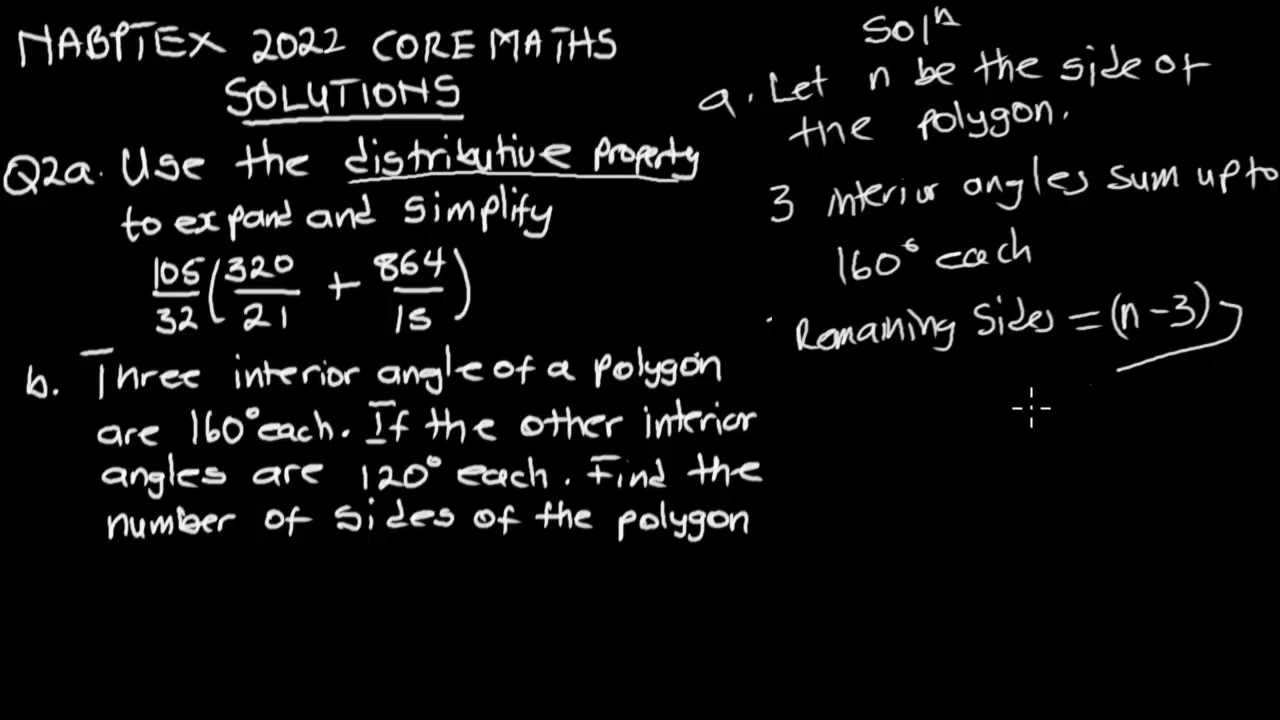 NABPTEX 2022 CORE MATHS
SOLUTIONS
Q2a. Use the distributive property
to expand and simplify
105/32 (320/21 + 864/15)
b. Three interior angle of a polygon
are 160° each. If the other interior
angles are 120° each. Find the
number of sides of the polygon
Solⁿ
a. Let n be the side of
the polygon.
3 interior angles sum up to
160° each
Remaining Sides = (n-3)